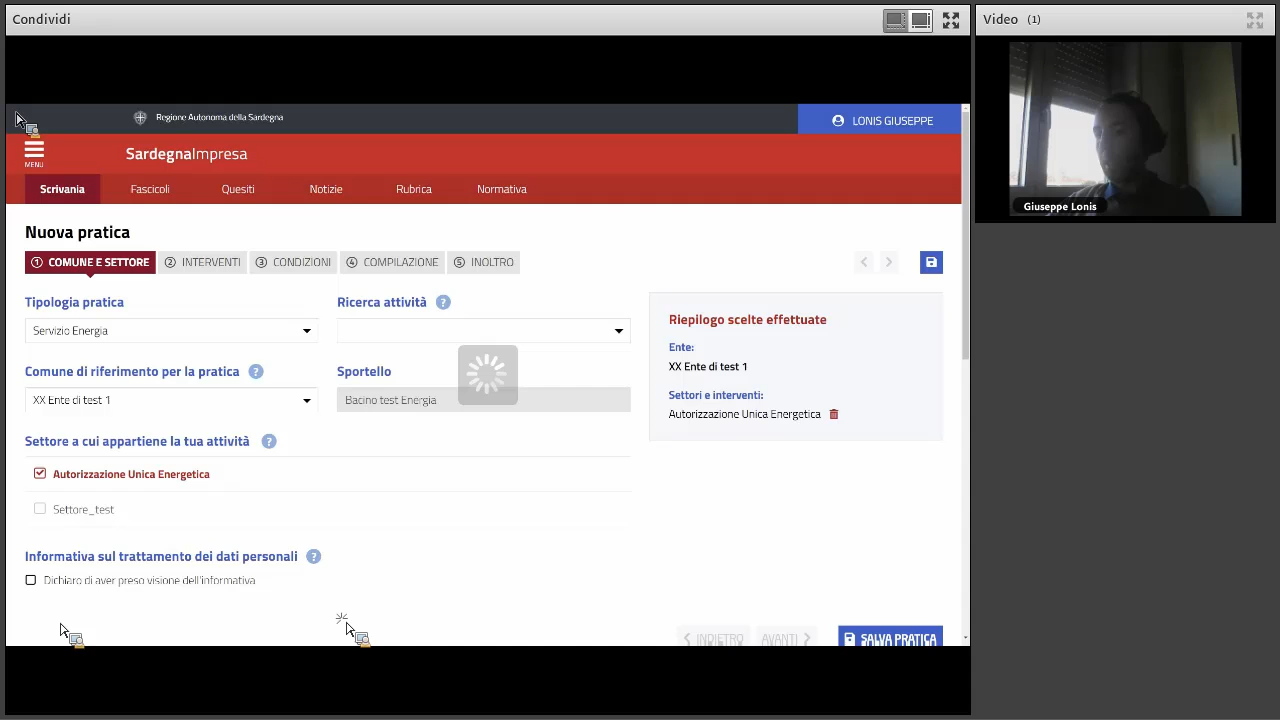 Condividi
Video (1)
Regione Autonoma della Sardegna
LONIS GIUSEPPE
MENU
SardegnaImpresa
Scrivania Fascicoli Quesiti Notizie Rubrica Normativa
Giuseppe Lonis
Nuova pratica
1 COMUNE E SETTORE 2 INTERVENTI 3 CONDIZIONI 4 COMPILAZIONE 5 INOLTRO
Tipologia pratica
Servizio Energia
Ricerca attività ?
Comune di riferimento per la pratica ?
XX Ente di test 1
Sportello
Bacino test Energia
Settore a cui appartiene la tua attività ?
Autorizzazione Unica Energetica
Settore_test
Informativa sul trattamento dei dati personali ?
Dichiaro di aver preso visione dell'informativa
Riepilogo scelte effettuate
Ente:
XX Ente di test 1
Settori e interventi:
Autorizzazione Unica Energetica
INDIETRO AVANTI SALVA PRATICA